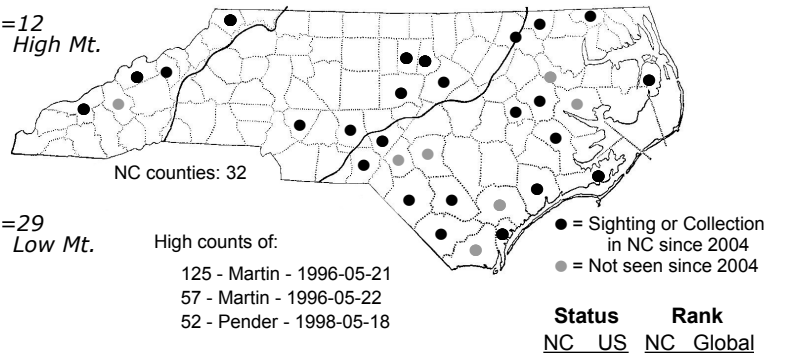 =12
High Mt.
NC counties: 32
=29
Low Mt.
High counts of:
125 - Martin - 1996-05-21
57 - Martin - 1996-05-22
52 - Pender - 1998-05-18
= Sighting or Collection
in NC since 2004
= Not seen since 2004
Status Rank
NC US NC Global